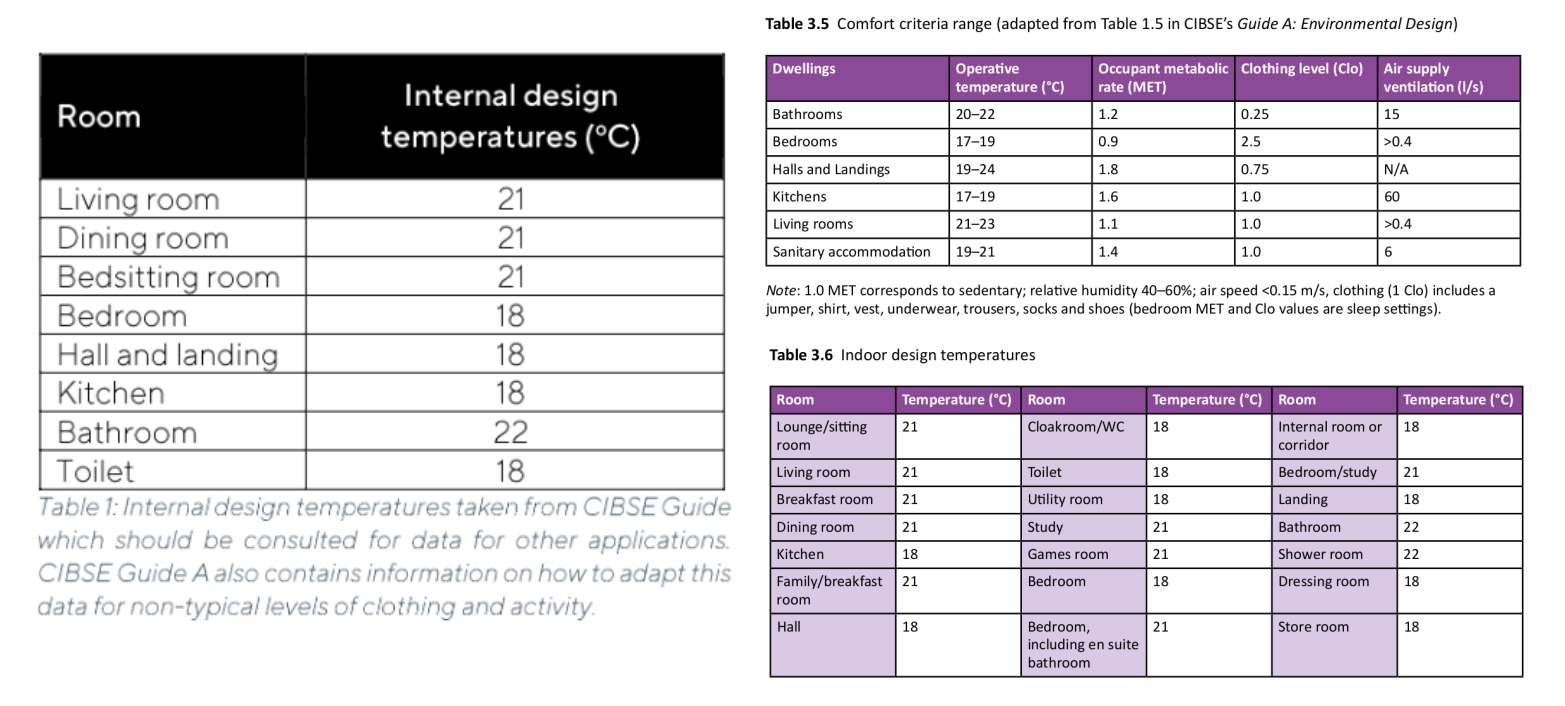 Room Internal design temperatures (°C)
Living room 21
Dining room 21
Bedsitting room 21
Bedroom 18
Hall and landing 18
Kitchen 18
Bathroom 22
Toilet 18
Table 1: Internal design temperatures taken from CIBSE Guide
which should be consulted for data for other applications.
CIBSE Guide A also contains information on how to adapt this
data for non-typical levels of clothing and activity.
Table 3.5 Comfort criteria range (adapted from Table 1.5 in CIBSE's Guide A: Environmental Design)
Dwellings Operative temperature (°C) Occupant metabolic rate (MET) Clothing level (Clo) Air supply ventilation (l/s)
Bathrooms 20–22 1.2 0.25 15
Bedrooms 17–19 0.9 2.5 >0.4
Halls and Landings 19–24 1.8 0.75 N/A
Kitchens 17–19 1.6 1.0 60
Living rooms 21–23 1.1 1.0 >0.4
Sanitary accommodation 19–21 1.4 1.0 6
Note: 1.0 MET corresponds to sedentary; relative humidity 40–60%; air speed <0.15 m/s, clothing (1 Clo) includes a
jumper, shirt, vest, underwear, trousers, socks and shoes (bedroom MET and Clo values are sleep settings).
Table 3.6 Indoor design temperatures
Room Temperature (°C) Room Temperature (°C) Room Temperature (°C)
Lounge/sitting room 21 Cloakroom/WC 18 Internal room or corridor 18
Living room 21 Toilet 18 Bedroom/study 21
Breakfast room 21 Utility room 18 Landing 18
Dining room 21 Study 21 Bathroom 22
Kitchen 18 Games room 21 Shower room 22
Family/breakfast room 21 Bedroom 18 Dressing room 18
Hall 18 Bedroom, including en suite bathroom 21 Store room 18